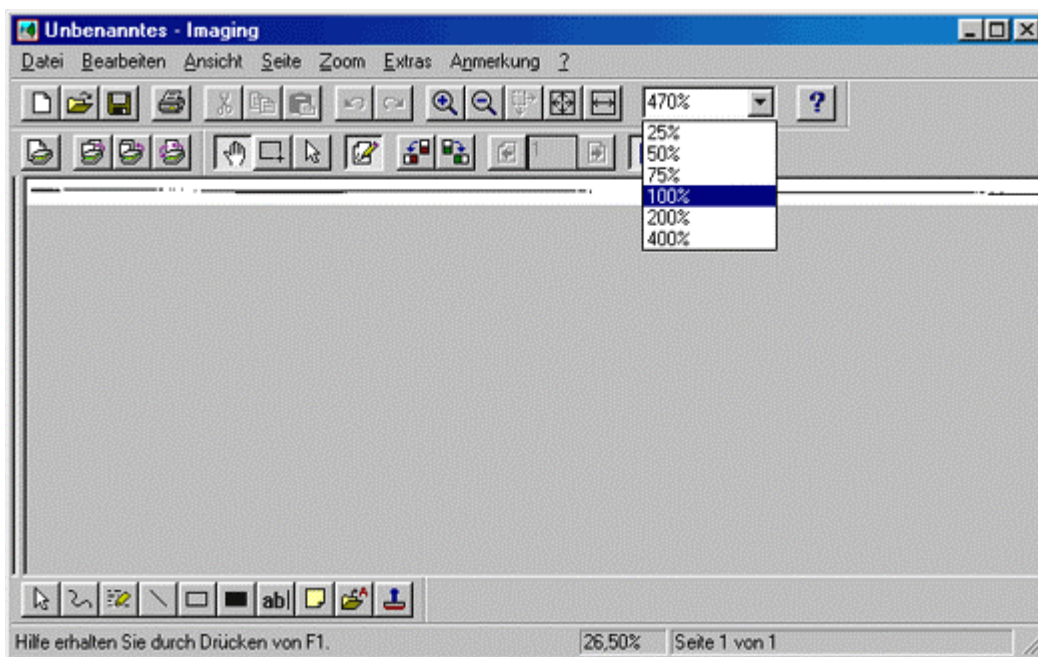 Unbenanntes - Imaging
Datei Bearbeiten Ansicht Seite Zoom Extras Anmerkung ?
470% ?
1
25%
50%
75%
100%
200%
400%
ab|
A
Hilfe erhalten Sie durch Drücken von F1. 26,50% Seite 1 von 1